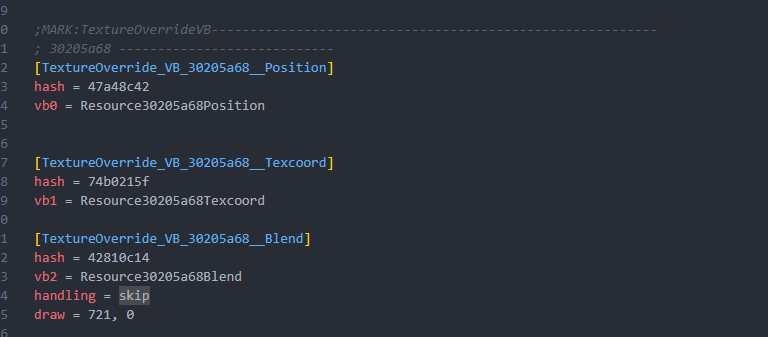 9
0 ;MARK:TextureOverrideVB----------------------------------------------------------
1 ; 30205a68 ----------------------------
2 [TextureOverride_VB_30205a68__Position]
3 hash = 47a48c42
4 vb0 = Resource30205a68Position
5
6
7 [TextureOverride_VB_30205a68__Texcoord]
8 hash = 74b0215f
9 vb1 = Resource30205a68Texcoord
0
1 [TextureOverride_VB_30205a68__Blend]
2 hash = 42810c14
3 vb2 = Resource30205a68Blend
4 handling = skip
5 draw = 721, 0
6